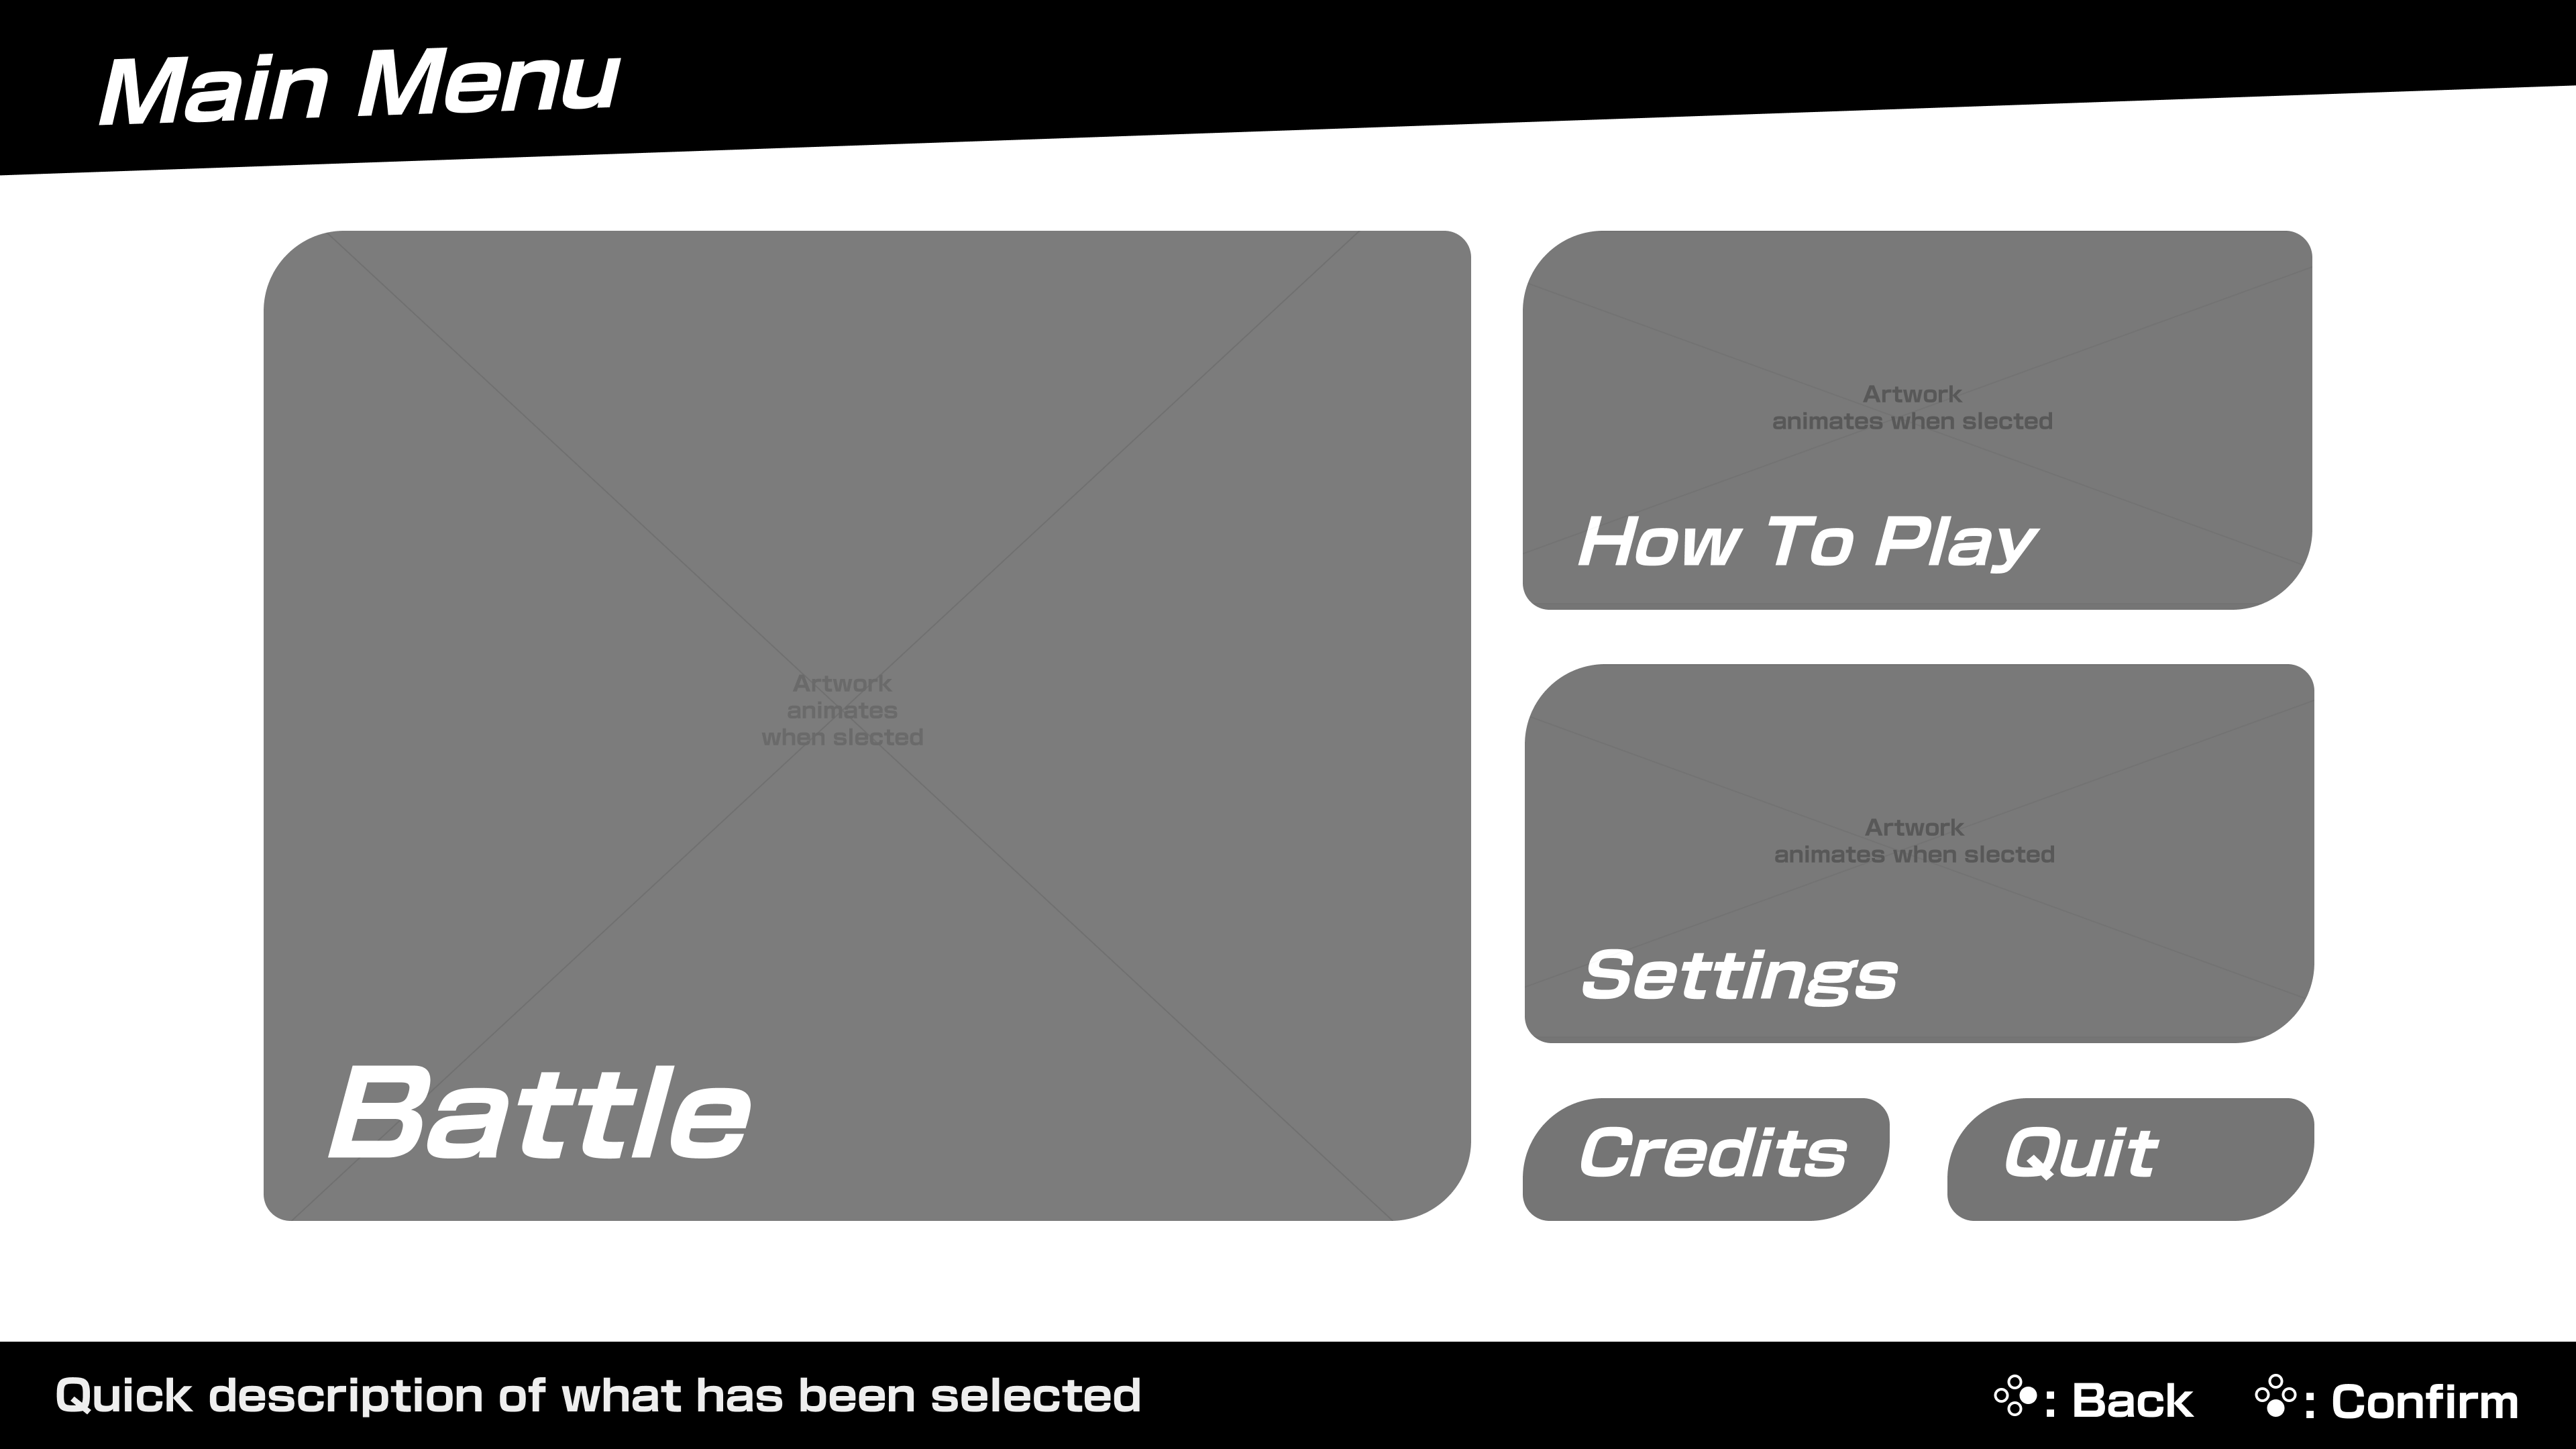 Main Menu
Artwork
animates
when slected
Battle
Artwork
animates when slected
How To Play
Artwork
animates when slected
Settings
Credits
Quit
Quick description of what has been selected
: Back
: Confirm